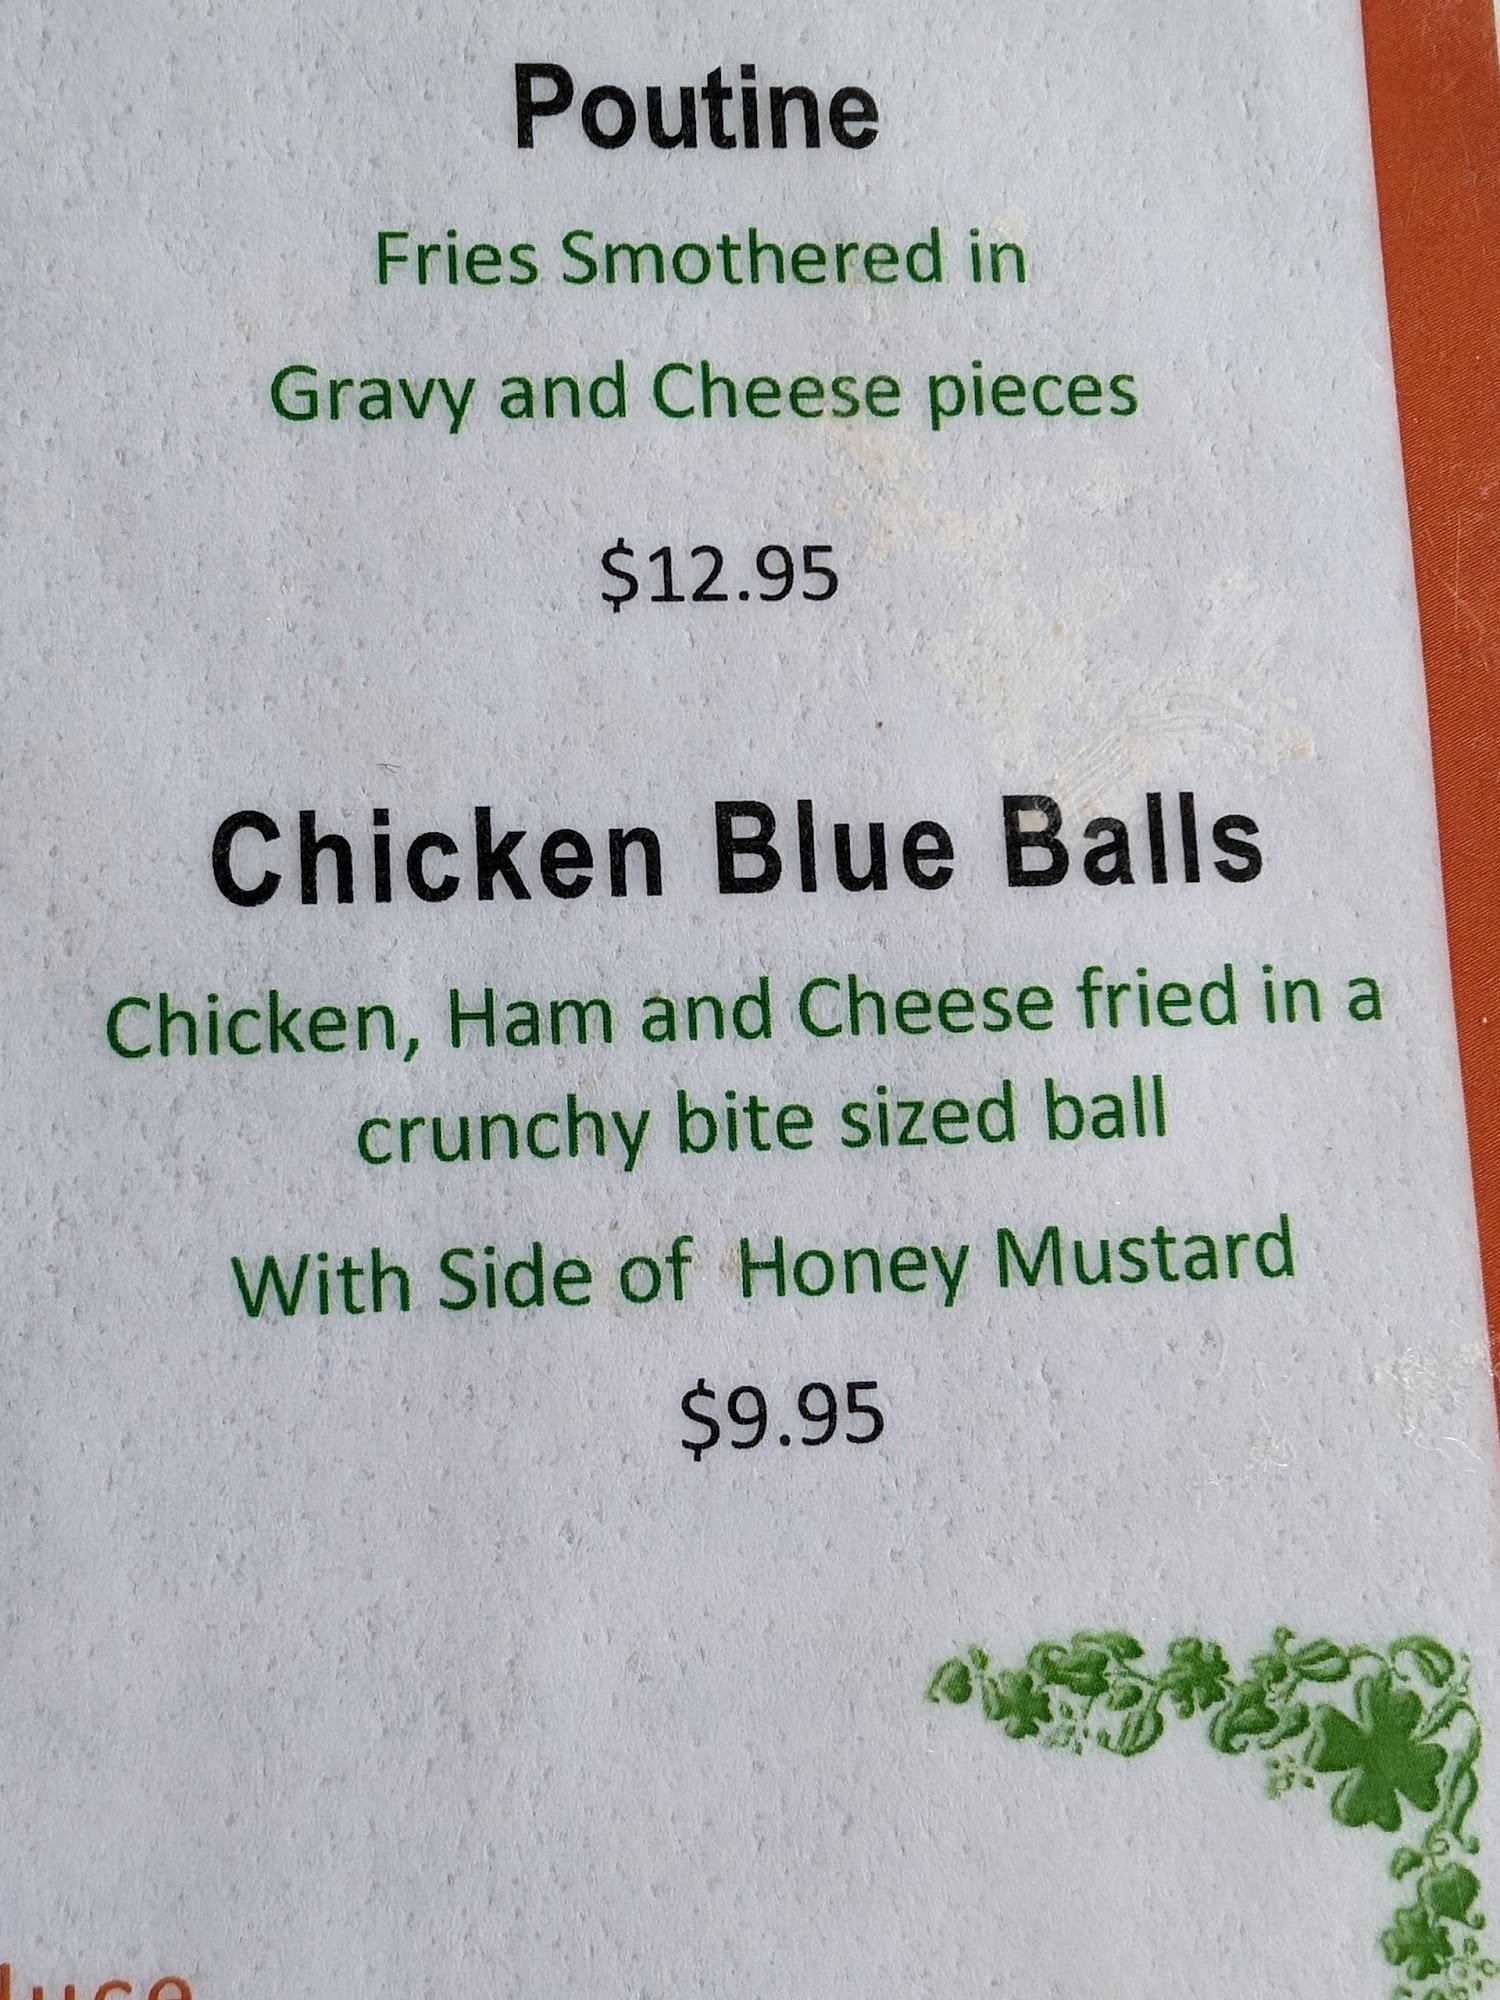 Poutine
Fries Smothered in
Gravy and Cheese pieces
$12.95
Chicken Blue Balls
Chicken, Ham and Cheese fried in a
crunchy bite sized ball
With Side of Honey Mustard
$9.95